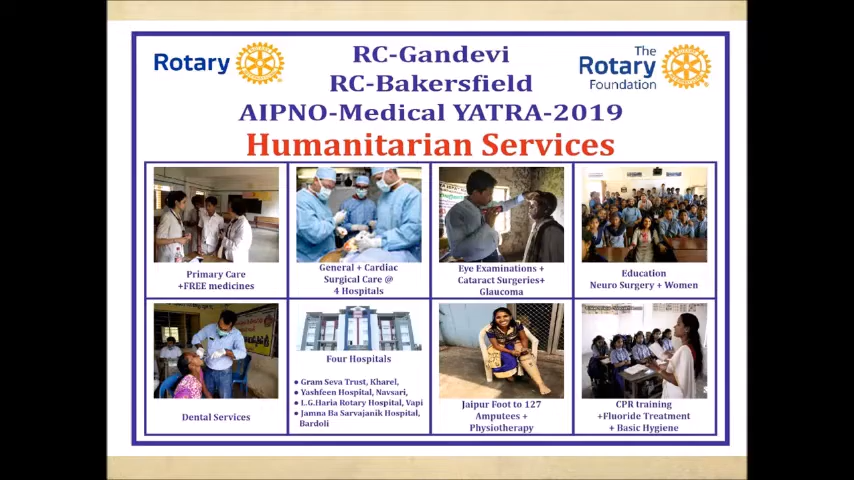 Rotary
RC-Gandevi
RC-Bakersfield
AIPNO-Medical YATRA-2019
The
Rotary
Foundation
Humanitarian Services
Primary Care
+FREE medicines
General + Cardiac
Surgical Care @
4 Hospitals
Eye Examinations +
Cataract Surgeries+
Glaucoma
Education
Neuro Surgery + Women
Dental Services
Four Hospitals
● Gram Seva Trust, Kharel,
● Yashfeen Hospital, Navsari,
● L.G.Haria Rotary Hospital, Vapi
● Jamna Ba Sarvajanik Hospital,
Bardoli
Jaipur Foot to 127
Amputees +
Physiotherapy
CPR training
+Fluoride Treatment
+ Basic Hygiene